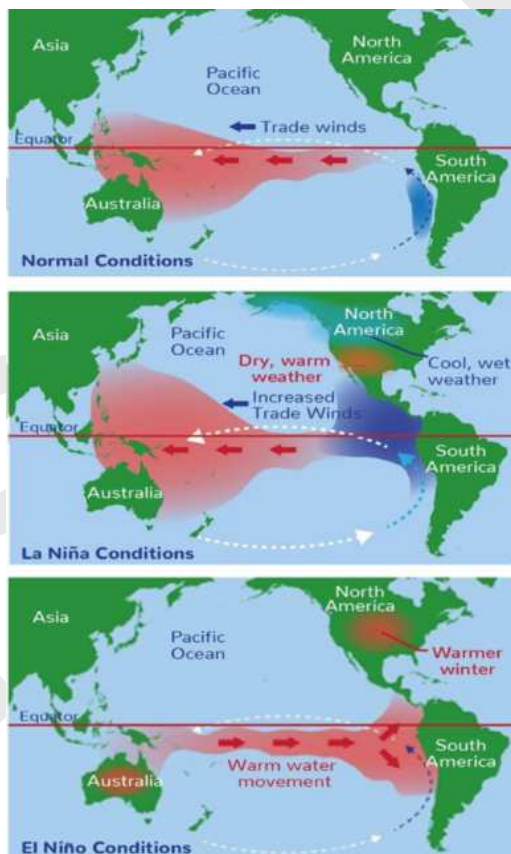 Asia
North
America
Pacific
Ocean
Trade winds
Equator
South
America
Australia
Normal Conditions
Asia
North
America
Pacific
Ocean
Dry, warm
weather
Cool, wet
weather
Increased
Trade Winds
Equator
South
America
Australia
La Niña Conditions
North
America
Asia
Pacific
Ocean
Warmer
winter
Equator
South
America
Warm water
movement
Australia
El Niño Conditions